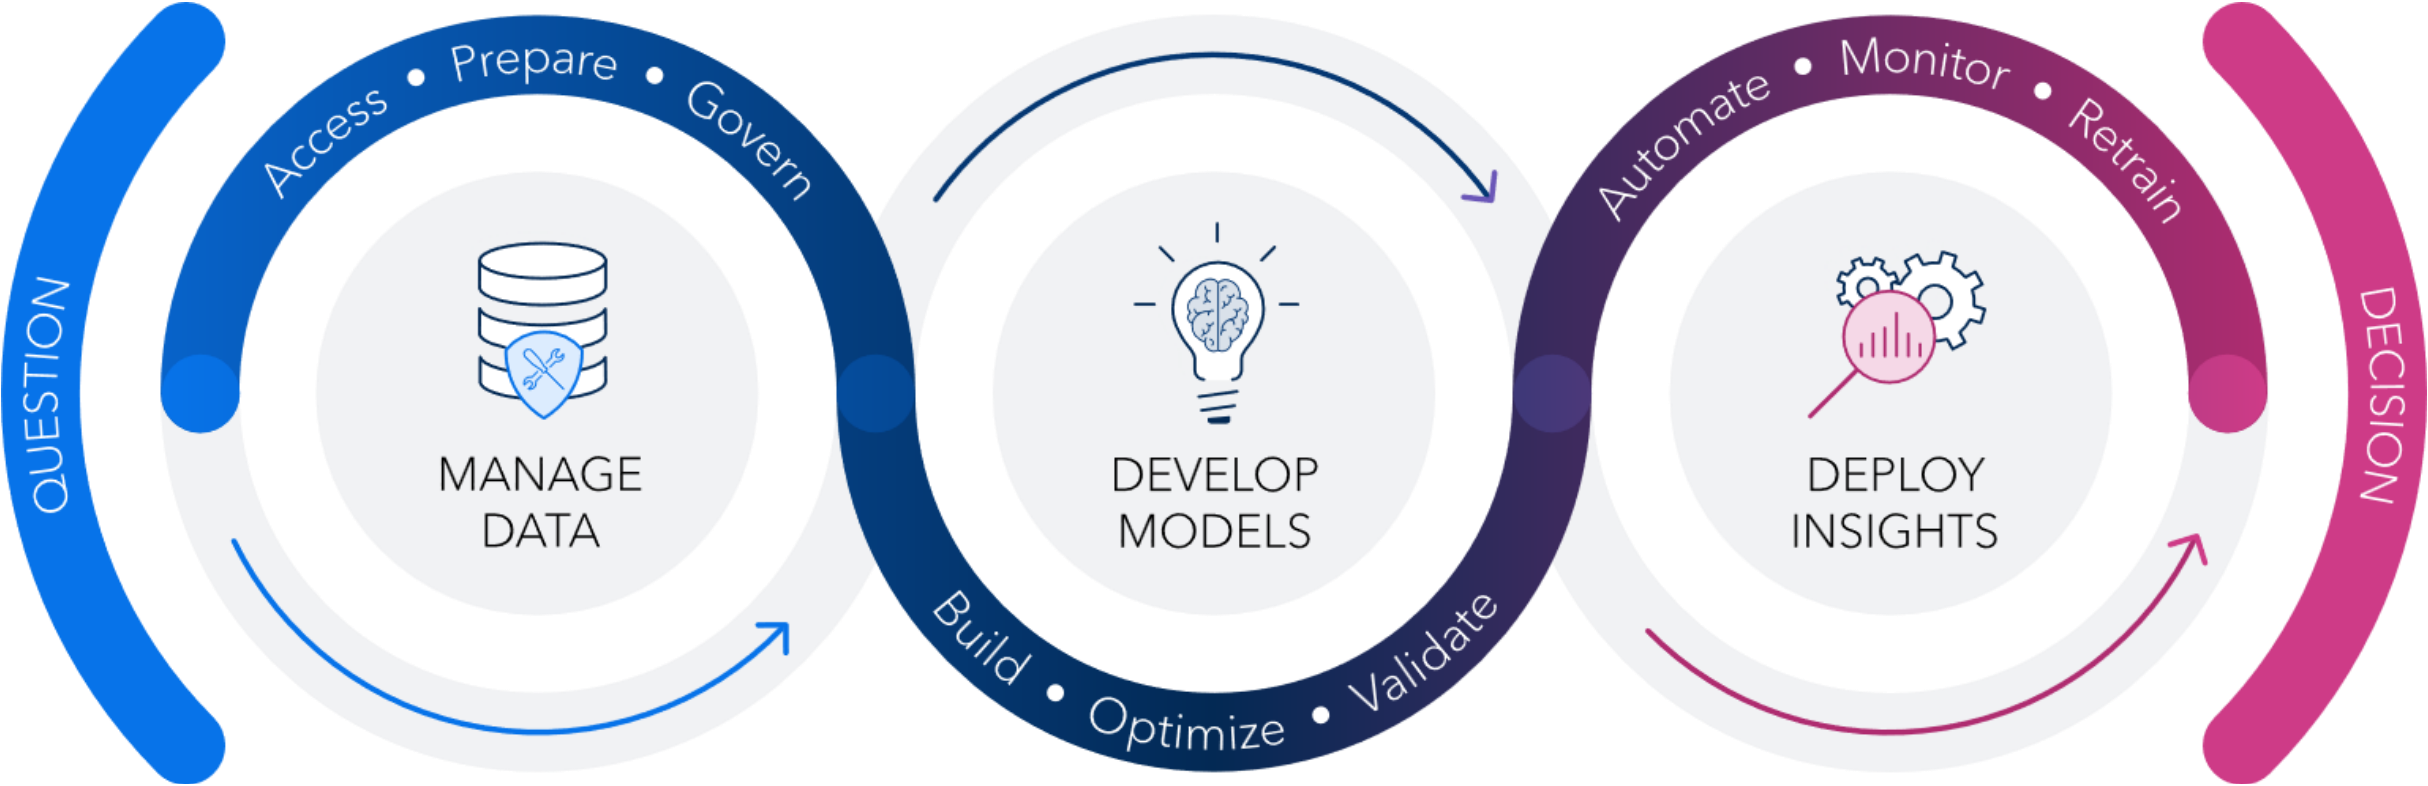 QUESTION
Access • Prepare • Govern
MANAGE
DATA
Build • Optimize • Validate
DEVELOP
MODELS
Automate • Monitor • Retrain
DEPLOY
INSIGHTS
DECISION